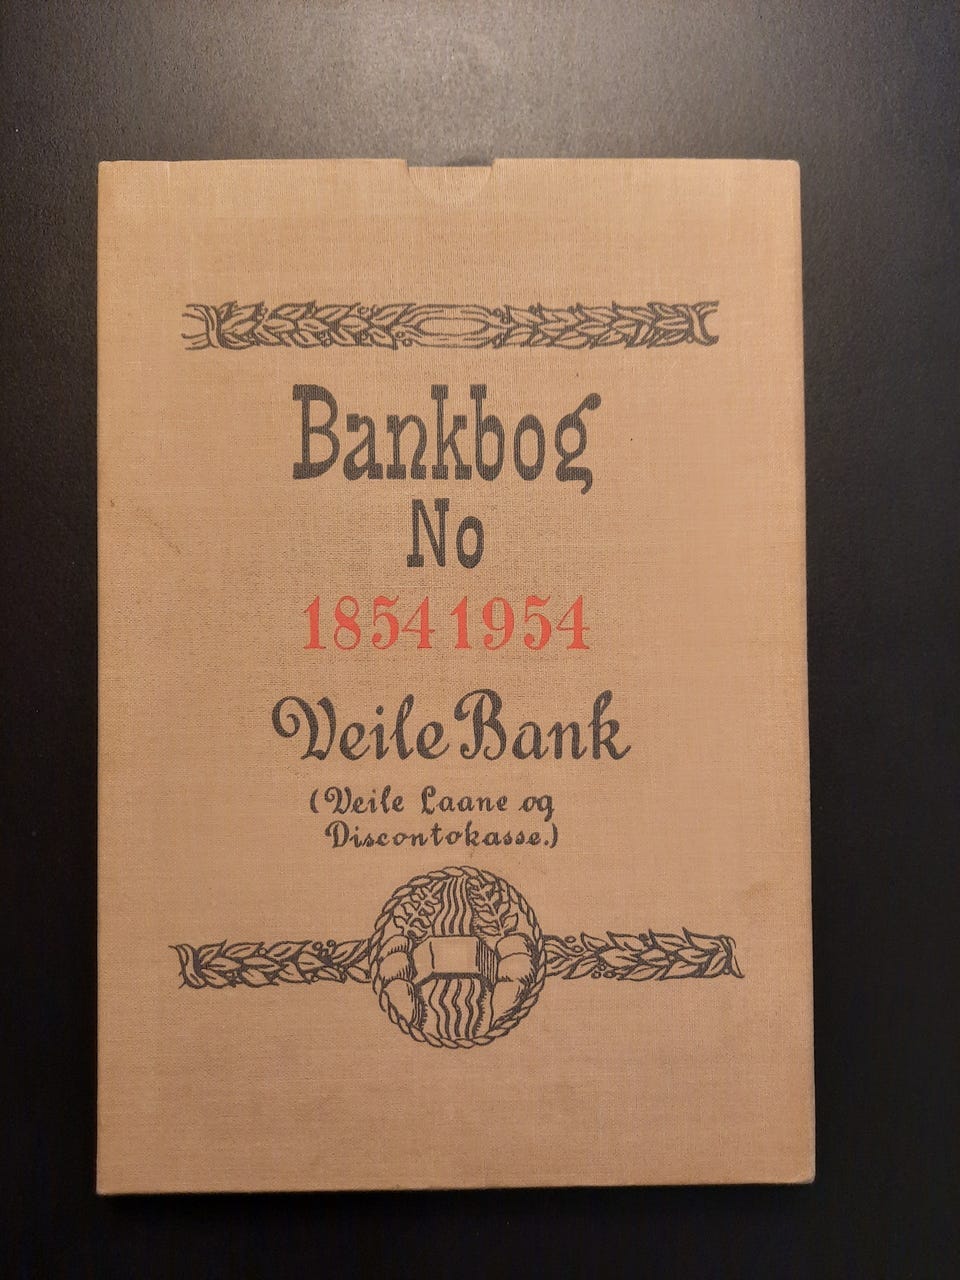 Bankbog
No
18541954
Veile Bank
(Veile Laane og
Discontokasse.)